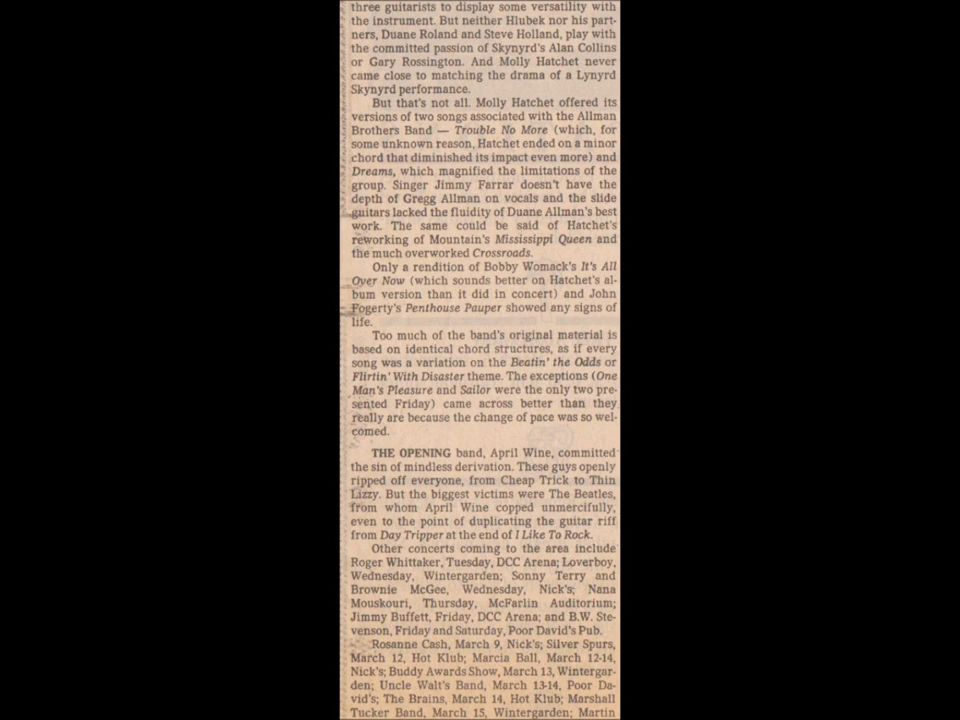 three guitarists to display some versatility with
the instrument. But neither Hlubek nor his part-
ners, Duane Roland and Steve Holland, play with
the committed passion of Skynyrd's Alan Collins
or Gary Rossington. And Molly Hatchet never
came close to matching the drama of a Lynyrd
Skynyrd performance.
But that's not all. Molly Hatchet offered its
versions of two songs associated with the Allman
Brothers Band — Trouble No More (which, for
some unknown reason, Hatchet ended on a minor
chord that diminished its impact even more) and
Dreams, which magnified the limitations of the
group. Singer Jimmy Farrar doesn't have the
depth of Gregg Allman on vocals and the slide
guitars lacked the fluidity of Duane Allman's best
work. The same could be said of Hatchet's
reworking of Mountain's Mississippi Queen and
the much overworked Crossroads.
Only a rendition of Bobby Womack's It's All
Over Now (which sounds better on Hatchet's al-
bum version than it did in concert) and John
Fogerty's Penthouse Pauper showed any signs of
life.
Too much of the band's original material is
based on identical chord structures, as if every
song was a variation on the Beatin' the Odds or
Flirtin' With Disaster theme. The exceptions (One
Man's Pleasure and Sailor were the only two pre-
sented Friday) came across better than they
really are because the change of pace was so wel-
comed.
THE OPENING band, April Wine, committed
the sin of mindless derivation. These guys openly
ripped off everyone, from Cheap Trick to Thin
Lizzy. But the biggest victims were The Beatles,
from whom April Wine copped unmercifully,
even to the point of duplicating the guitar riff
from Day Tripper at the end of I Like To Rock.
Other concerts coming to the area include
Roger Whittaker, Tuesday, DCC Arena; Loverboy,
Wednesday, Wintergarden; Sonny Terry and
Brownie McGee, Wednesday, Nick's; Nana
Mouskouri, Thursday, McFarlin Auditorium;
Jimmy Buffett, Friday, DCC Arena; and B.W. Ste-
venson, Friday and Saturday, Poor David's Pub.
Rosanne Cash, March 9, Nick's; Silver Spurs,
March 12, Hot Klub; Marcia Ball, March 12-14,
Nick's; Buddy Awards Show, March 13, Wintergar-
den; Uncle Walt's Band, March 13-14, Poor Da-
vid's; The Brains, March 14, Hot Klub; Marshall
Tucker Band, March 15, Wintergarden; Martin